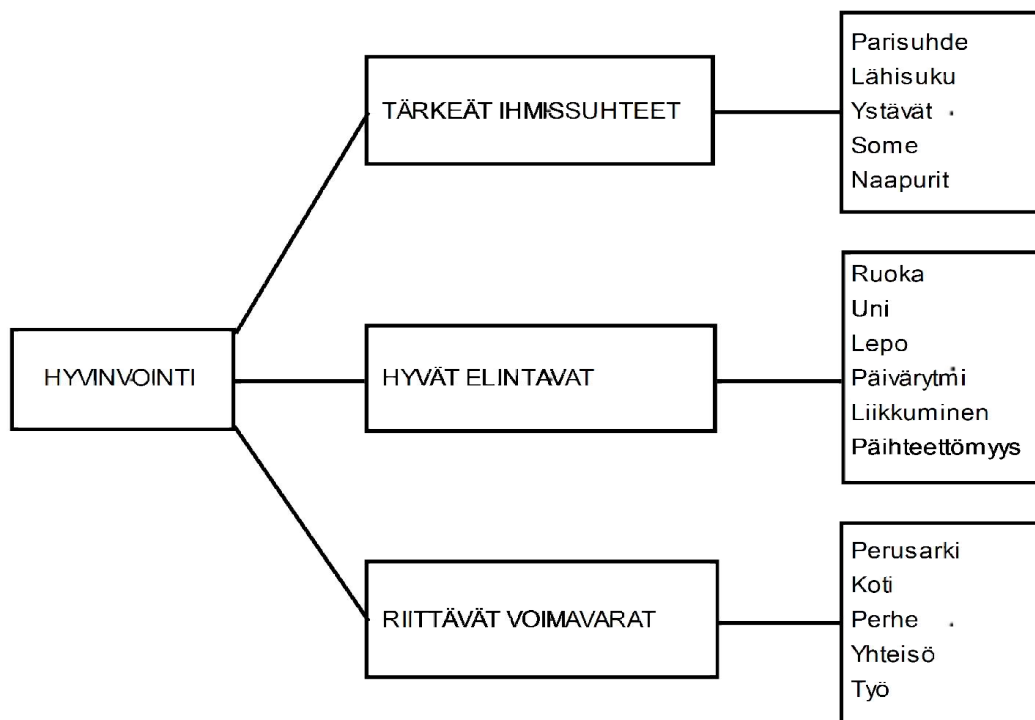 HYVINVOINTI
TÄRKEÄT IHMISSUHTEET
Parisuhde
Lähisuku
Ystävät
Some
Naapurit
HYVÄT ELINTAVAT
Ruoka
Uni
Lepo
Päivärytmi
Liikkuminen
Päihteettömyys
RIITTÄVÄT VOIMAVARAT
Perusarki
Koti
Perhe
Yhteisö
Työ